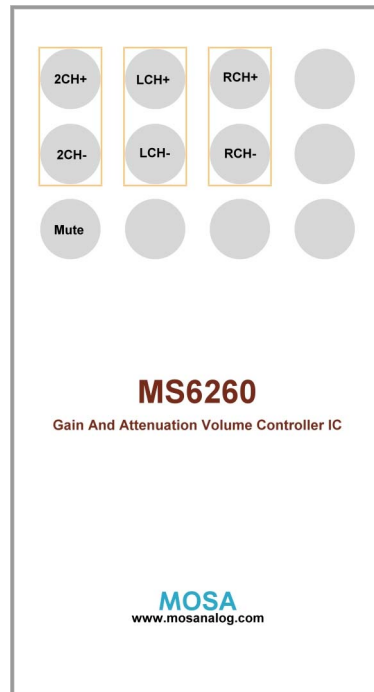 2CH+ LCH+ RCH+
2CH- LCH- RCH-
Mute
MS6260
Gain And Attenuation Volume Controller IC
MOSA
www.mosanalog.com